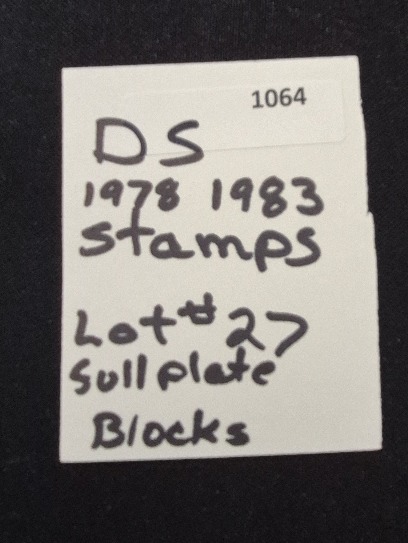 1064
DS
1978 1983
stamps
Lot # 27
Sull plate
Blocks